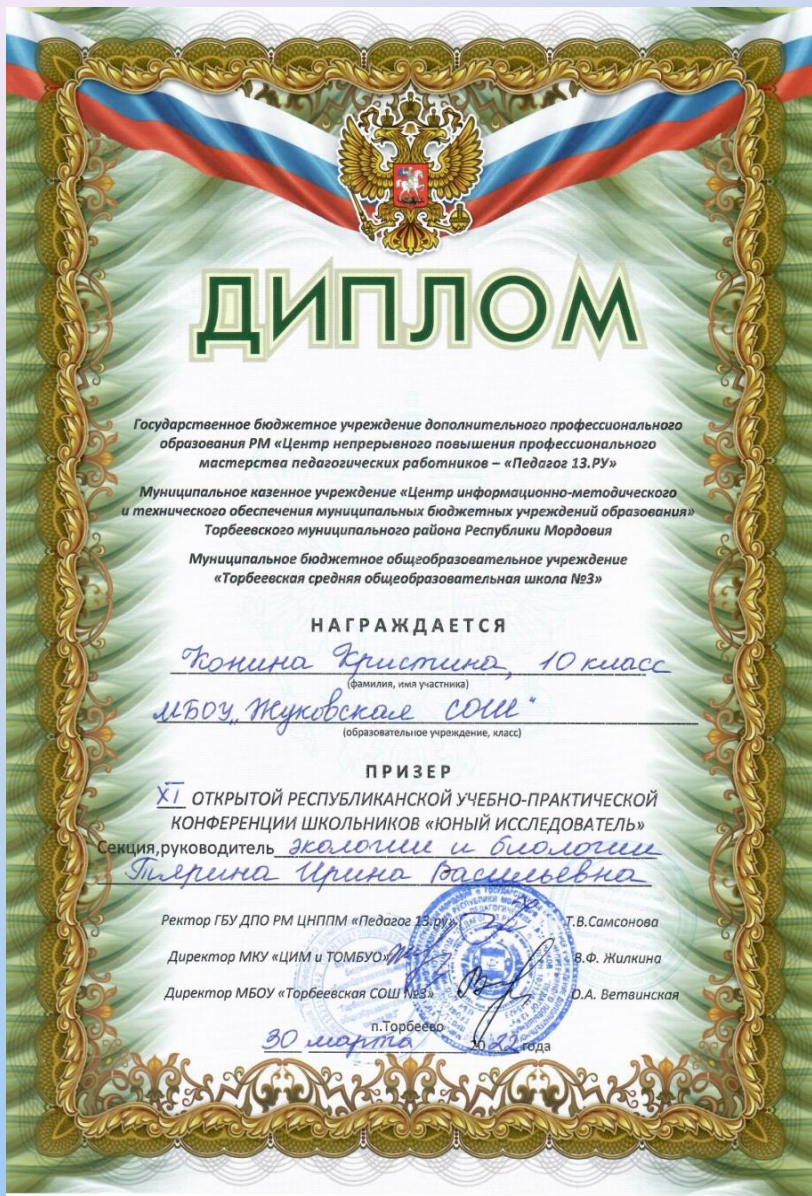 ДИПЛОМ
Государственное бюджетное учреждение дополнительного профессионального
образования РМ «Центр непрерывного повышения профессионального
мастерства педагогических работников – «Педагог 13.РУ»
Муниципальное казенное учреждение «Центр информационно-методического
и технического обеспечения муниципальных бюджетных учреждений образования»
Торбеевского муниципального района Республики Мордовия
Муниципальное бюджетное общеобразовательное учреждение
«Торбеевская средняя общеобразовательная школа №3»
НАГРАЖДАЕТСЯ
Конина Кристина, 10 класс
(фамилия, имя участника)
МБОУ „Жуковская СОШ"
(образовательное учреждение, класс)
ПРИЗЕР
XI ОТКРЫТОЙ РЕСПУБЛИКАНСКОЙ УЧЕБНО-ПРАКТИЧЕСКОЙ
КОНФЕРЕНЦИИ ШКОЛЬНИКОВ «ЮНЫЙ ИССЛЕДОВАТЕЛЬ»
Секция,руководитель экологии и биологии
Тярина Ирина Васильевна
Ректор ГБУ ДПО РМ ЦНППМ «Педагог 13.ру» Т.В.Самсонова
Директор МКУ «ЦИМ и ТОМБУО» В.Ф. Жилкина
Директор МБОУ «Торбеевская СОШ №3» О.А. Ветвинская
п.Торбеево
30 марта 2022 года